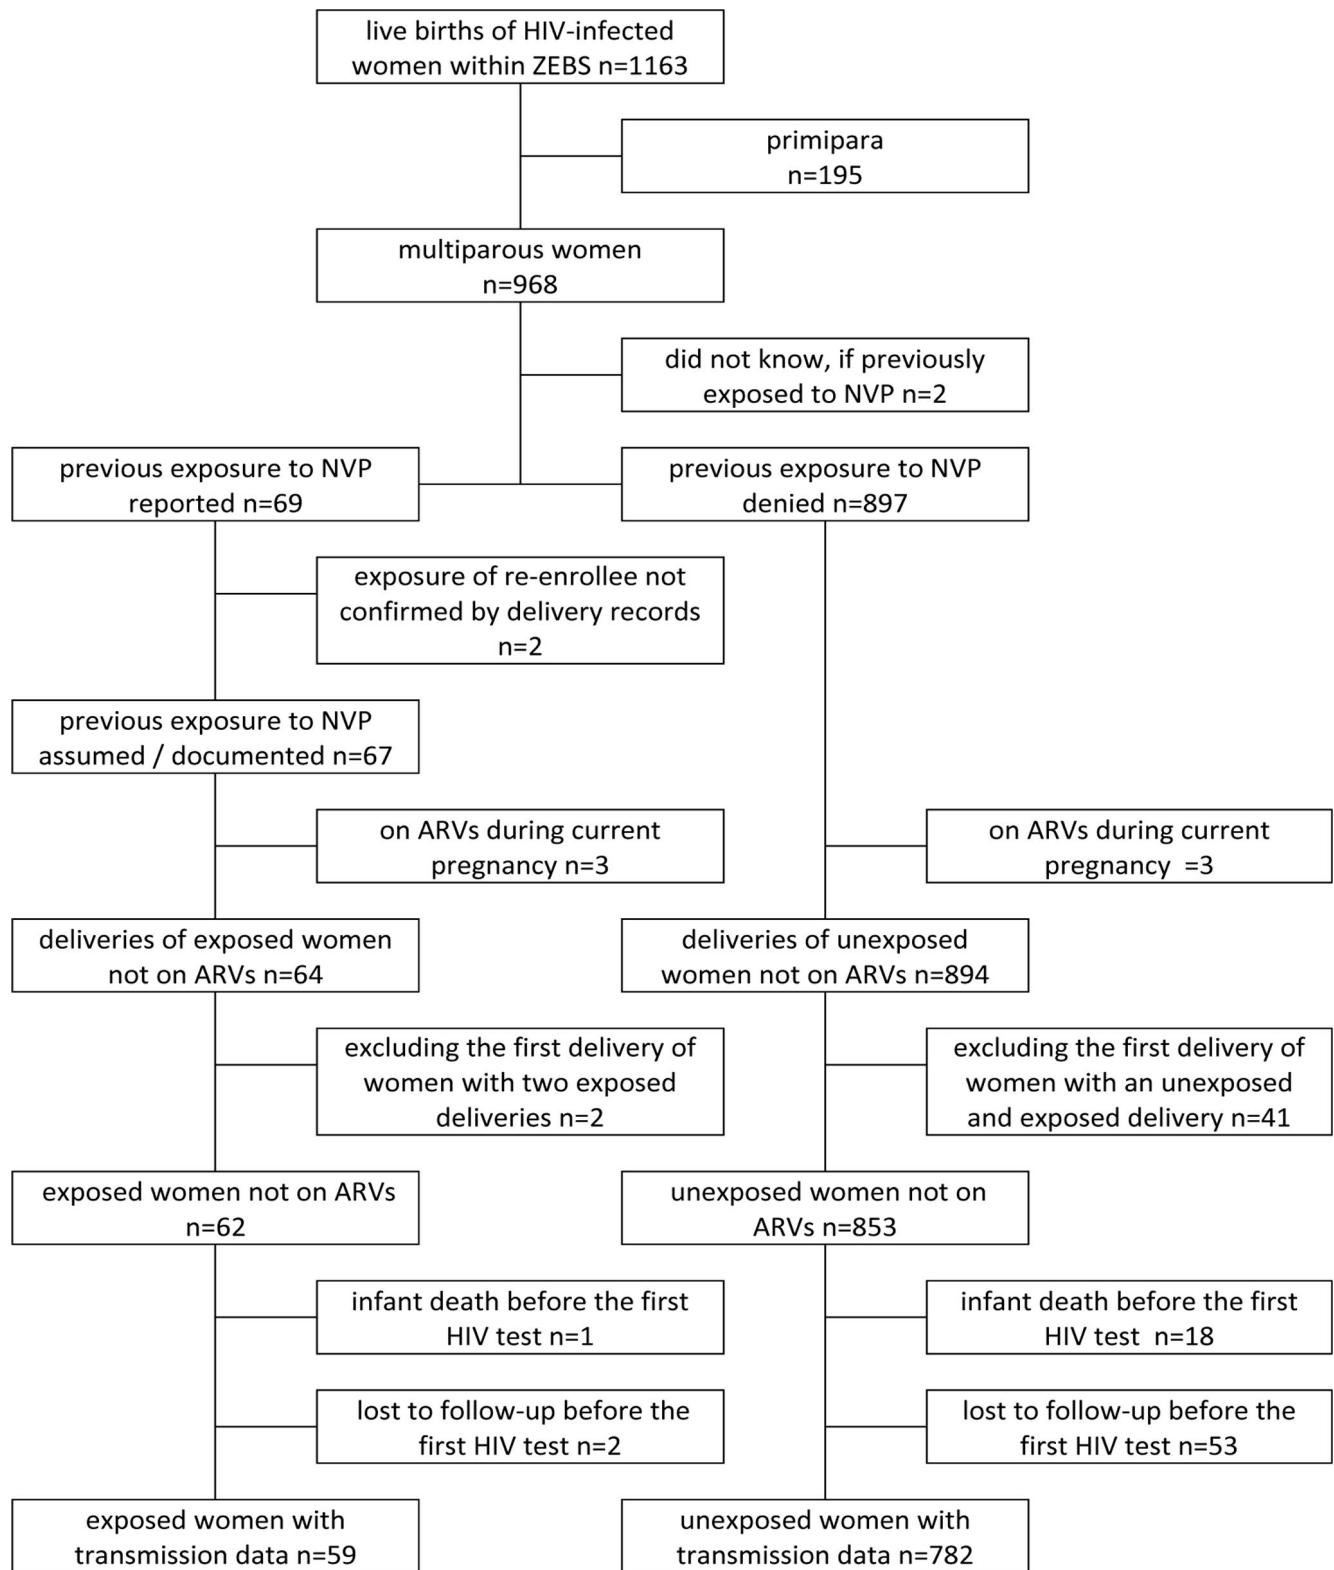 live births of HIV-infected
women within ZEBS n=1163
primipara
n=195
multiparous women
n=968
did not know, if previously
exposed to NVP n=2
previous exposure to NVP
reported n=69
previous exposure to NVP
denied n=897
exposure of re-enrollee not
confirmed by delivery records
n=2
previous exposure to NVP
assumed / documented n=67
on ARVs during current
pregnancy n=3
on ARVs during current
pregnancy  =3
deliveries of exposed women
not on ARVs n=64
deliveries of unexposed
women not on ARVs n=894
excluding the first delivery of
women with two exposed
deliveries n=2
excluding the first delivery of
women with an unexposed
and exposed delivery n=41
exposed women not on ARVs
n=62
unexposed women not on
ARVs n=853
infant death before the first
HIV test n=1
infant death before the first
HIV test  n=18
lost to follow-up before the
first HIV test n=2
lost to follow-up before the
first HIV test n=53
exposed women with
transmission data n=59
unexposed women with
transmission data n=782